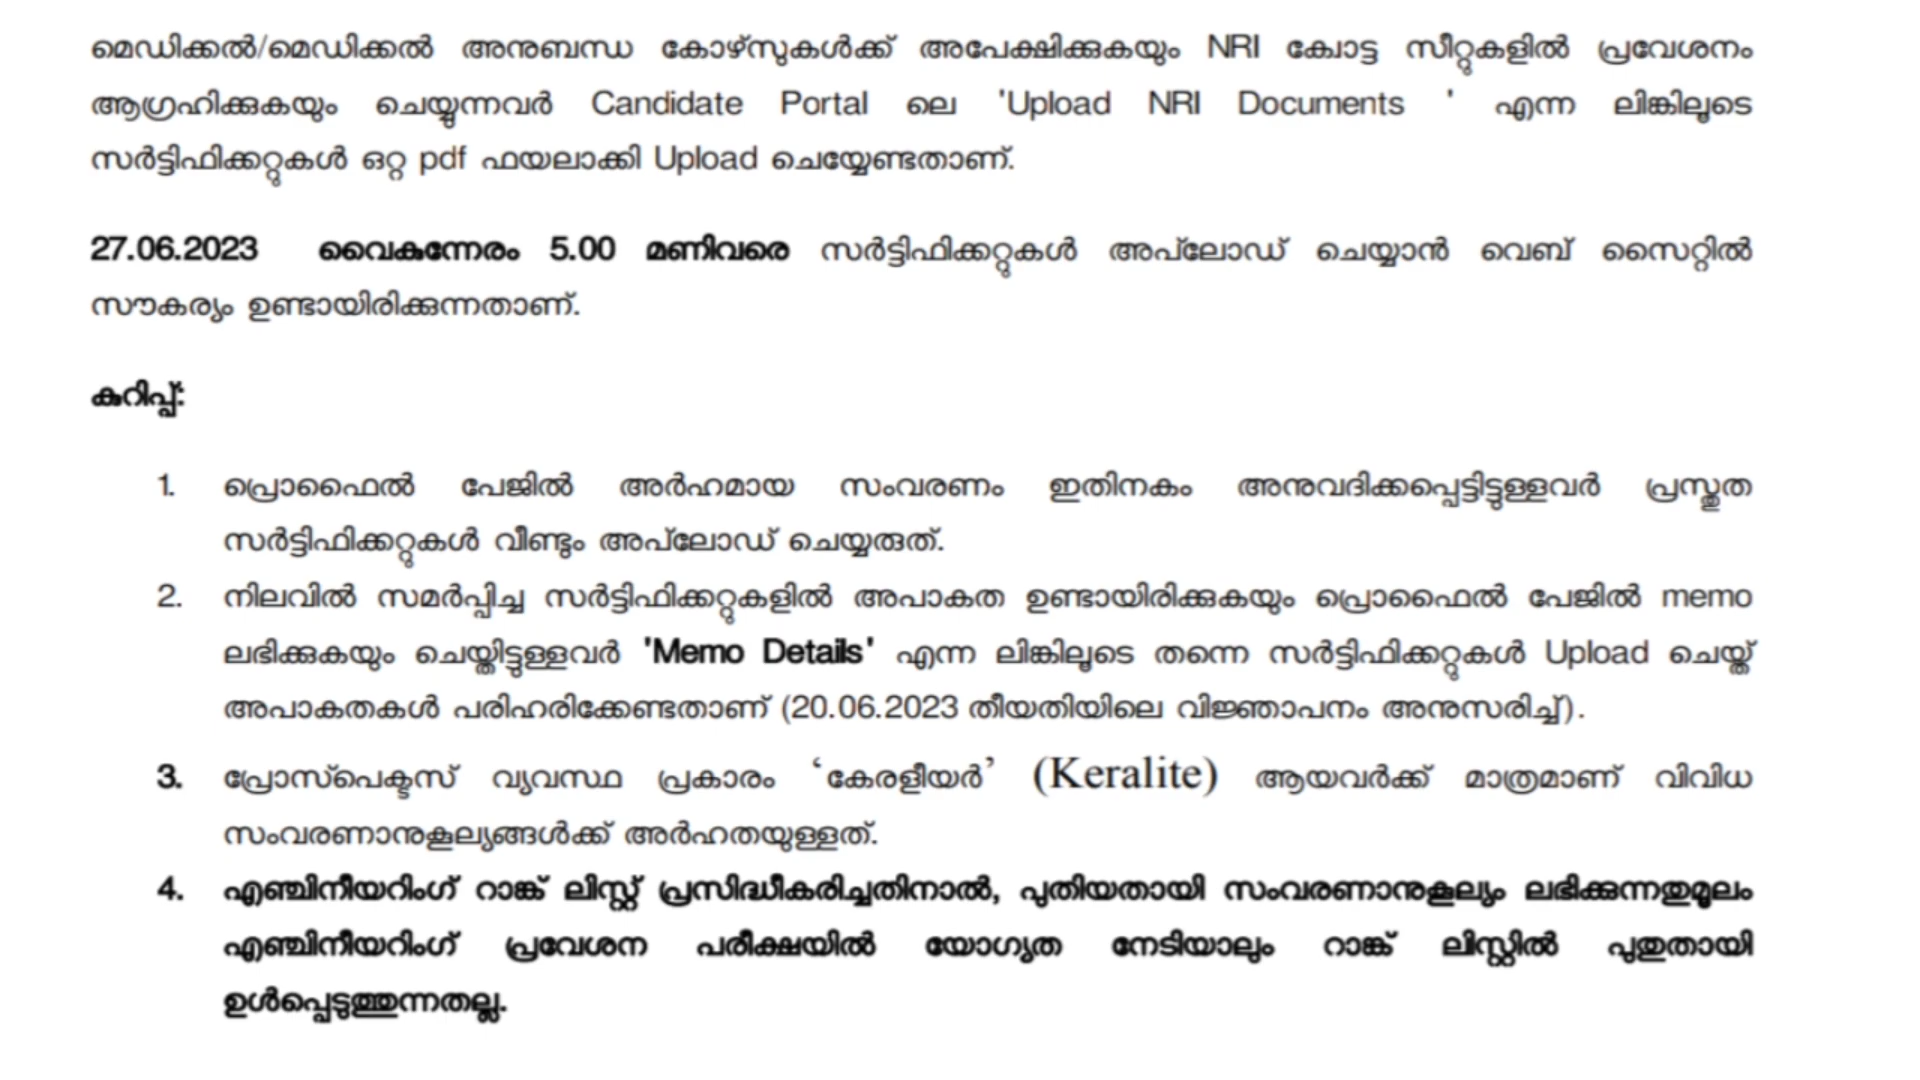 മെഡിക്കൽ/മെഡിക്കൽ അനുബന്ധ കോഴ്സുകൾക്ക് അപേക്ഷിക്കുകയും NRI ക്വോട്ട സീറ്റുകളിൽ പ്രവേശനം
ആഗ്രഹിക്കുകയും ചെയ്യുന്നവർ Candidate Portal ലെ 'Upload NRI Documents ' എന്ന ലിങ്കിലൂടെ
സർട്ടിഫിക്കറ്റുകൾ ഒറ്റ pdf ഫയലാക്കി Upload ചെയ്യേണ്ടതാണ്.
27.06.2023 വൈകുന്നേരം 5.00 മണിവരെ സർട്ടിഫിക്കറ്റുകൾ അപ്‌ലോഡ് ചെയ്യാൻ വെബ് സൈറ്റിൽ
സൗകര്യം ഉണ്ടായിരിക്കുന്നതാണ്.
കുറിപ്പ്:
1. പ്രൊഫൈൽ പേജിൽ അർഹമായ സംവരണം ഇതിനകം അനുവദിക്കപ്പെട്ടിട്ടുള്ളവർ പ്രസ്തുത
സർട്ടിഫിക്കറ്റുകൾ വീണ്ടും അപ്‌ലോഡ് ചെയ്യരുത്.
2. നിലവിൽ സമർപ്പിച്ച സർട്ടിഫിക്കറ്റുകളിൽ അപാകത ഉണ്ടായിരിക്കുകയും പ്രൊഫൈൽ പേജിൽ memo
ലഭിക്കുകയും ചെയ്തിട്ടുള്ളവർ 'Memo Details' എന്ന ലിങ്കിലൂടെ തന്നെ സർട്ടിഫിക്കറ്റുകൾ Upload ചെയ്ത്
അപാകതകൾ പരിഹരിക്കേണ്ടതാണ് (20.06.2023 തീയതിയിലെ വിജ്ഞാപനം അനുസരിച്ച്).
3. പ്രോസ്പെക്ടസ് വ്യവസ്ഥ പ്രകാരം ‘കേരളീയർ’ (Keralite) ആയവർക്ക് മാത്രമാണ് വിവിധ
സംവരണാനുകൂല്യങ്ങൾക്ക് അർഹതയുള്ളത്.
4. എഞ്ചിനീയറിംഗ് റാങ്ക് ലിസ്റ്റ് പ്രസിദ്ധീകരിച്ചതിനാൽ, പുതിയതായി സംവരണാനുകൂല്യം ലഭിക്കുന്നതുമൂലം
എഞ്ചിനീയറിംഗ് പ്രവേശന പരീക്ഷയിൽ യോഗ്യത നേടിയാലും റാങ്ക് ലിസ്റ്റിൽ പുതുതായി
ഉൾപ്പെടുത്തുന്നതല്ല.